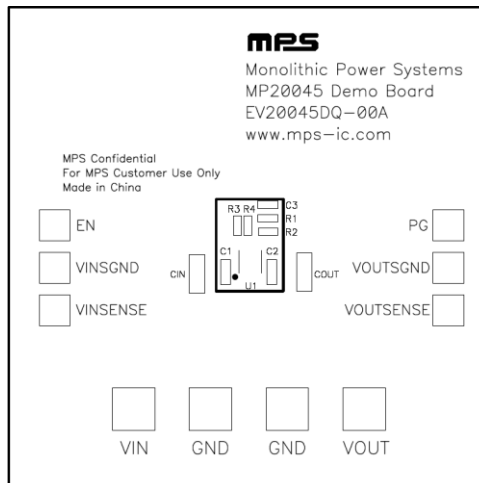 mps
Monolithic Power Systems
MP20045 Demo Board
EV20045DQ-00A
www.mps-ic.com
MPS Confidential
For MPS Customer Use Only
Made in China
R3 R4 C3
R1
R2
EN
PG
VINSGND
CIN
C1
C2
U1
COUT
VOUTSGND
VINSENSE
VOUTSENSE
VIN GND GND VOUT